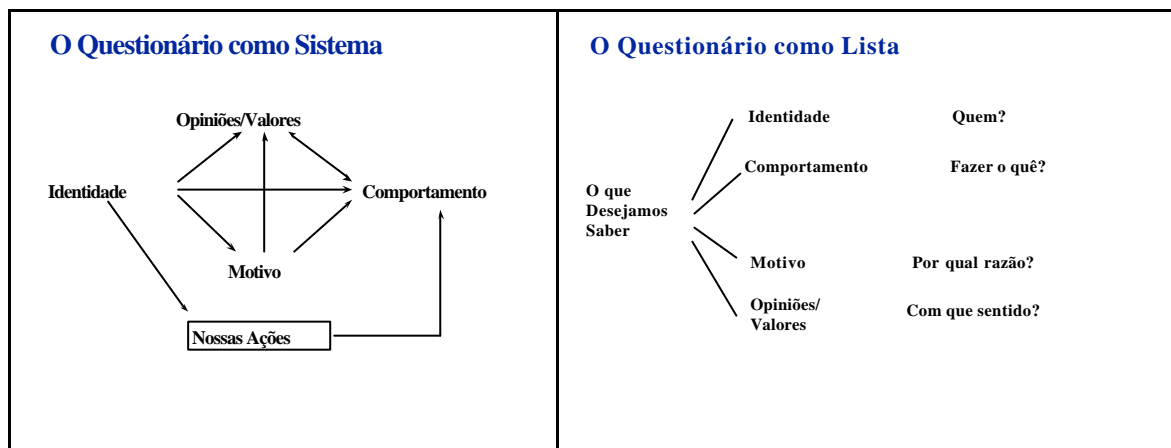 O Questionário como Sistema
Opiniões/Valores
Identidade
Comportamento
Motivo
Nossas Ações
O Questionário como Lista
Identidade Quem?
Comportamento Fazer o quê?
O que
Desejamos
Saber
Motivo Por qual razão?
Opiniões/
Valores
Com que sentido?